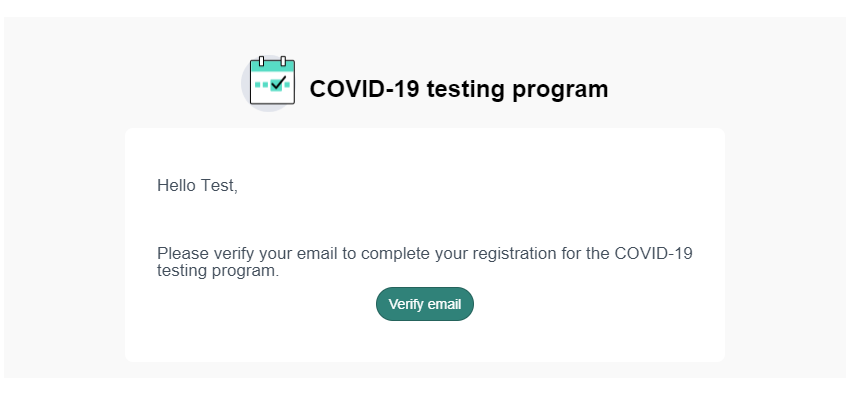 COVID-19 testing program
Hello Test,
Please verify your email to complete your registration for the COVID-19
testing program.
Verify email